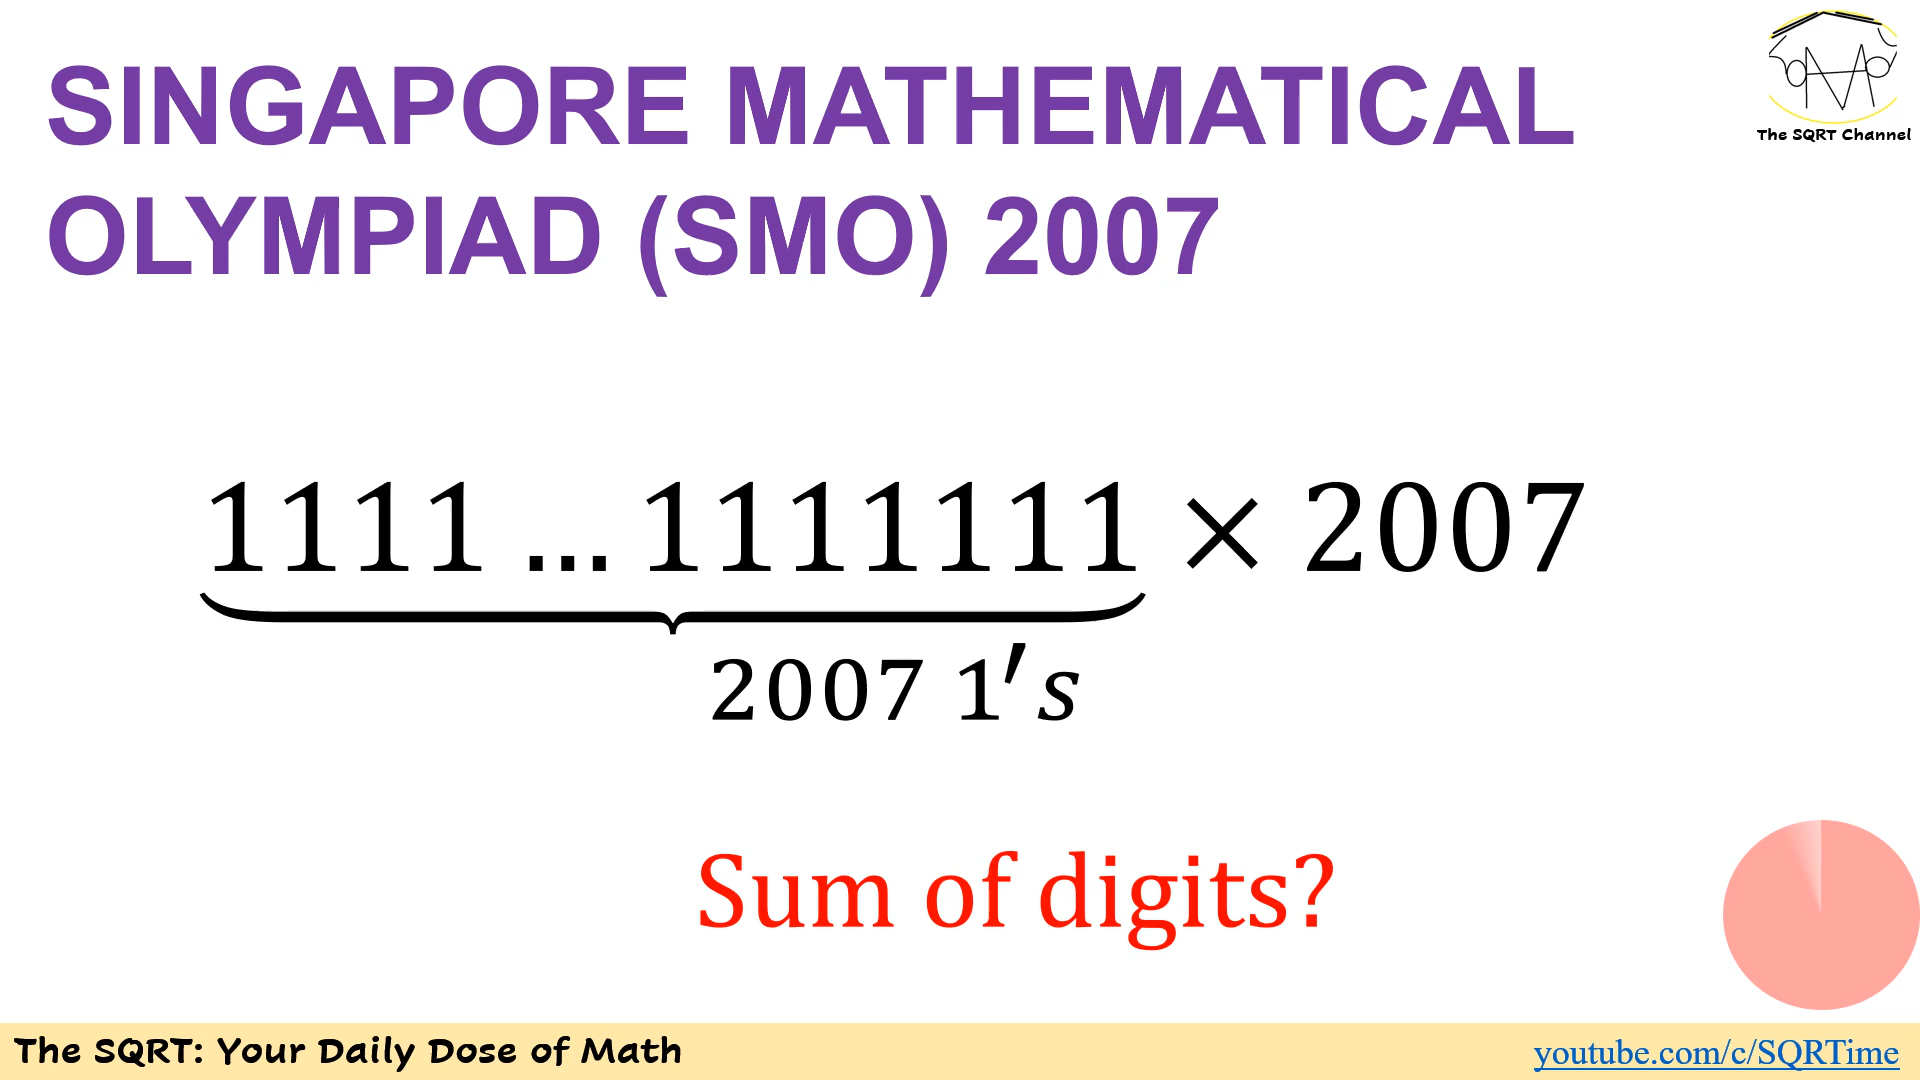 SINGAPORE MATHEMATICAL
OLYMPIAD (SMO) 2007
The SQRT Channel
1111 ... 1111111 × 2007
2007 1's
Sum of digits?
The SQRT: Your Daily Dose of Math
youtube.com/c/SQRTime